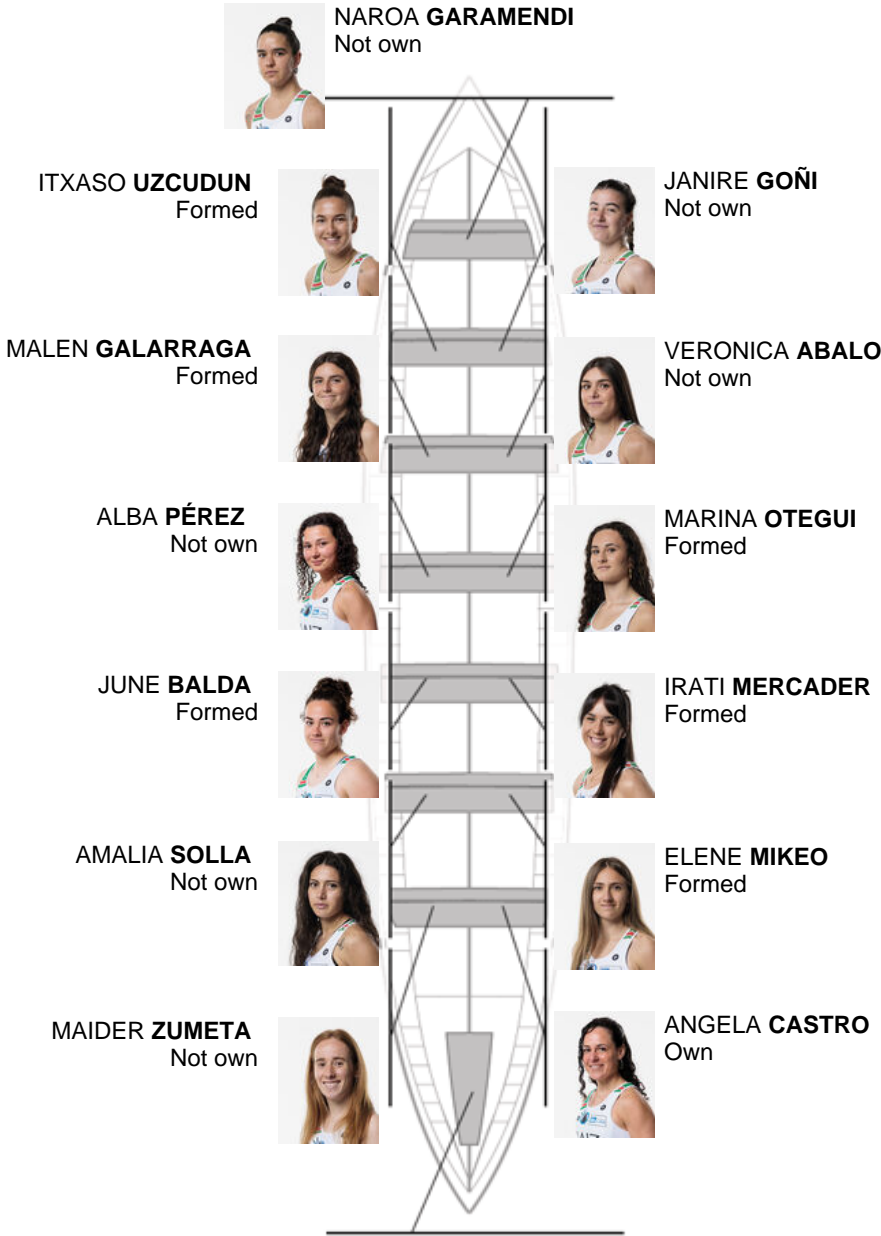 NAROA GARAMENDI
Not own
ITXASO UZCUDUN
Formed
JANIRE GOÑI
Not own
MALEN GALARRAGA
Formed
VERONICA ABALO
Not own
ALBA PÉREZ
Not own
MARINA OTEGUI
Formed
JUNE BALDA
Formed
IRATI MERCADER
Formed
AMALIA SOLLA
Not own
ELENE MIKEO
Formed
MAIDER ZUMETA
Not own
ANGELA CASTRO
Own